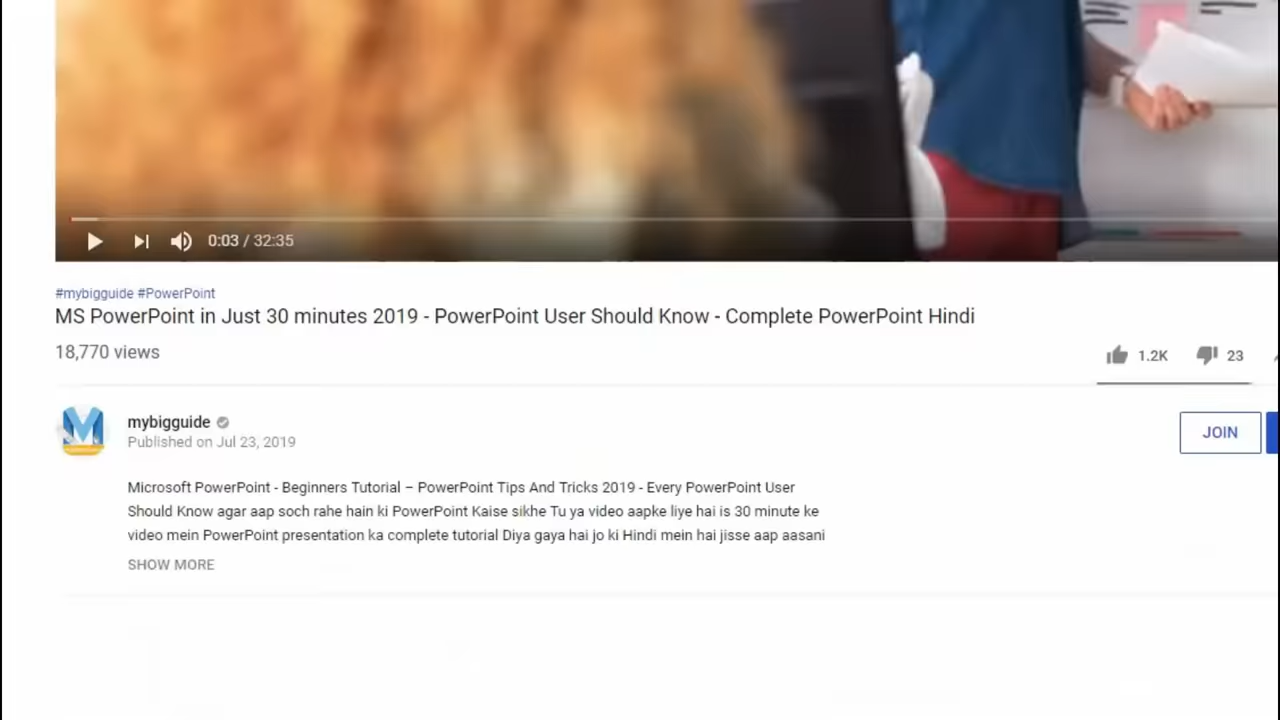 0:03 / 32:35
#mybigguide #PowerPoint
MS PowerPoint in Just 30 minutes 2019 - PowerPoint User Should Know - Complete PowerPoint Hindi
18,770 views
1.2K 23
mybigguide
Published on Jul 23, 2019
JOIN
Microsoft PowerPoint - Beginners Tutorial – PowerPoint Tips And Tricks 2019 - Every PowerPoint User
Should Know agar aap soch rahe hain ki PowerPoint Kaise sikhe Tu ya video aapke liye hai is 30 minute ke
video mein PowerPoint presentation ka complete tutorial Diya gaya hai jo ki Hindi mein hai jisse aap aasani
SHOW MORE